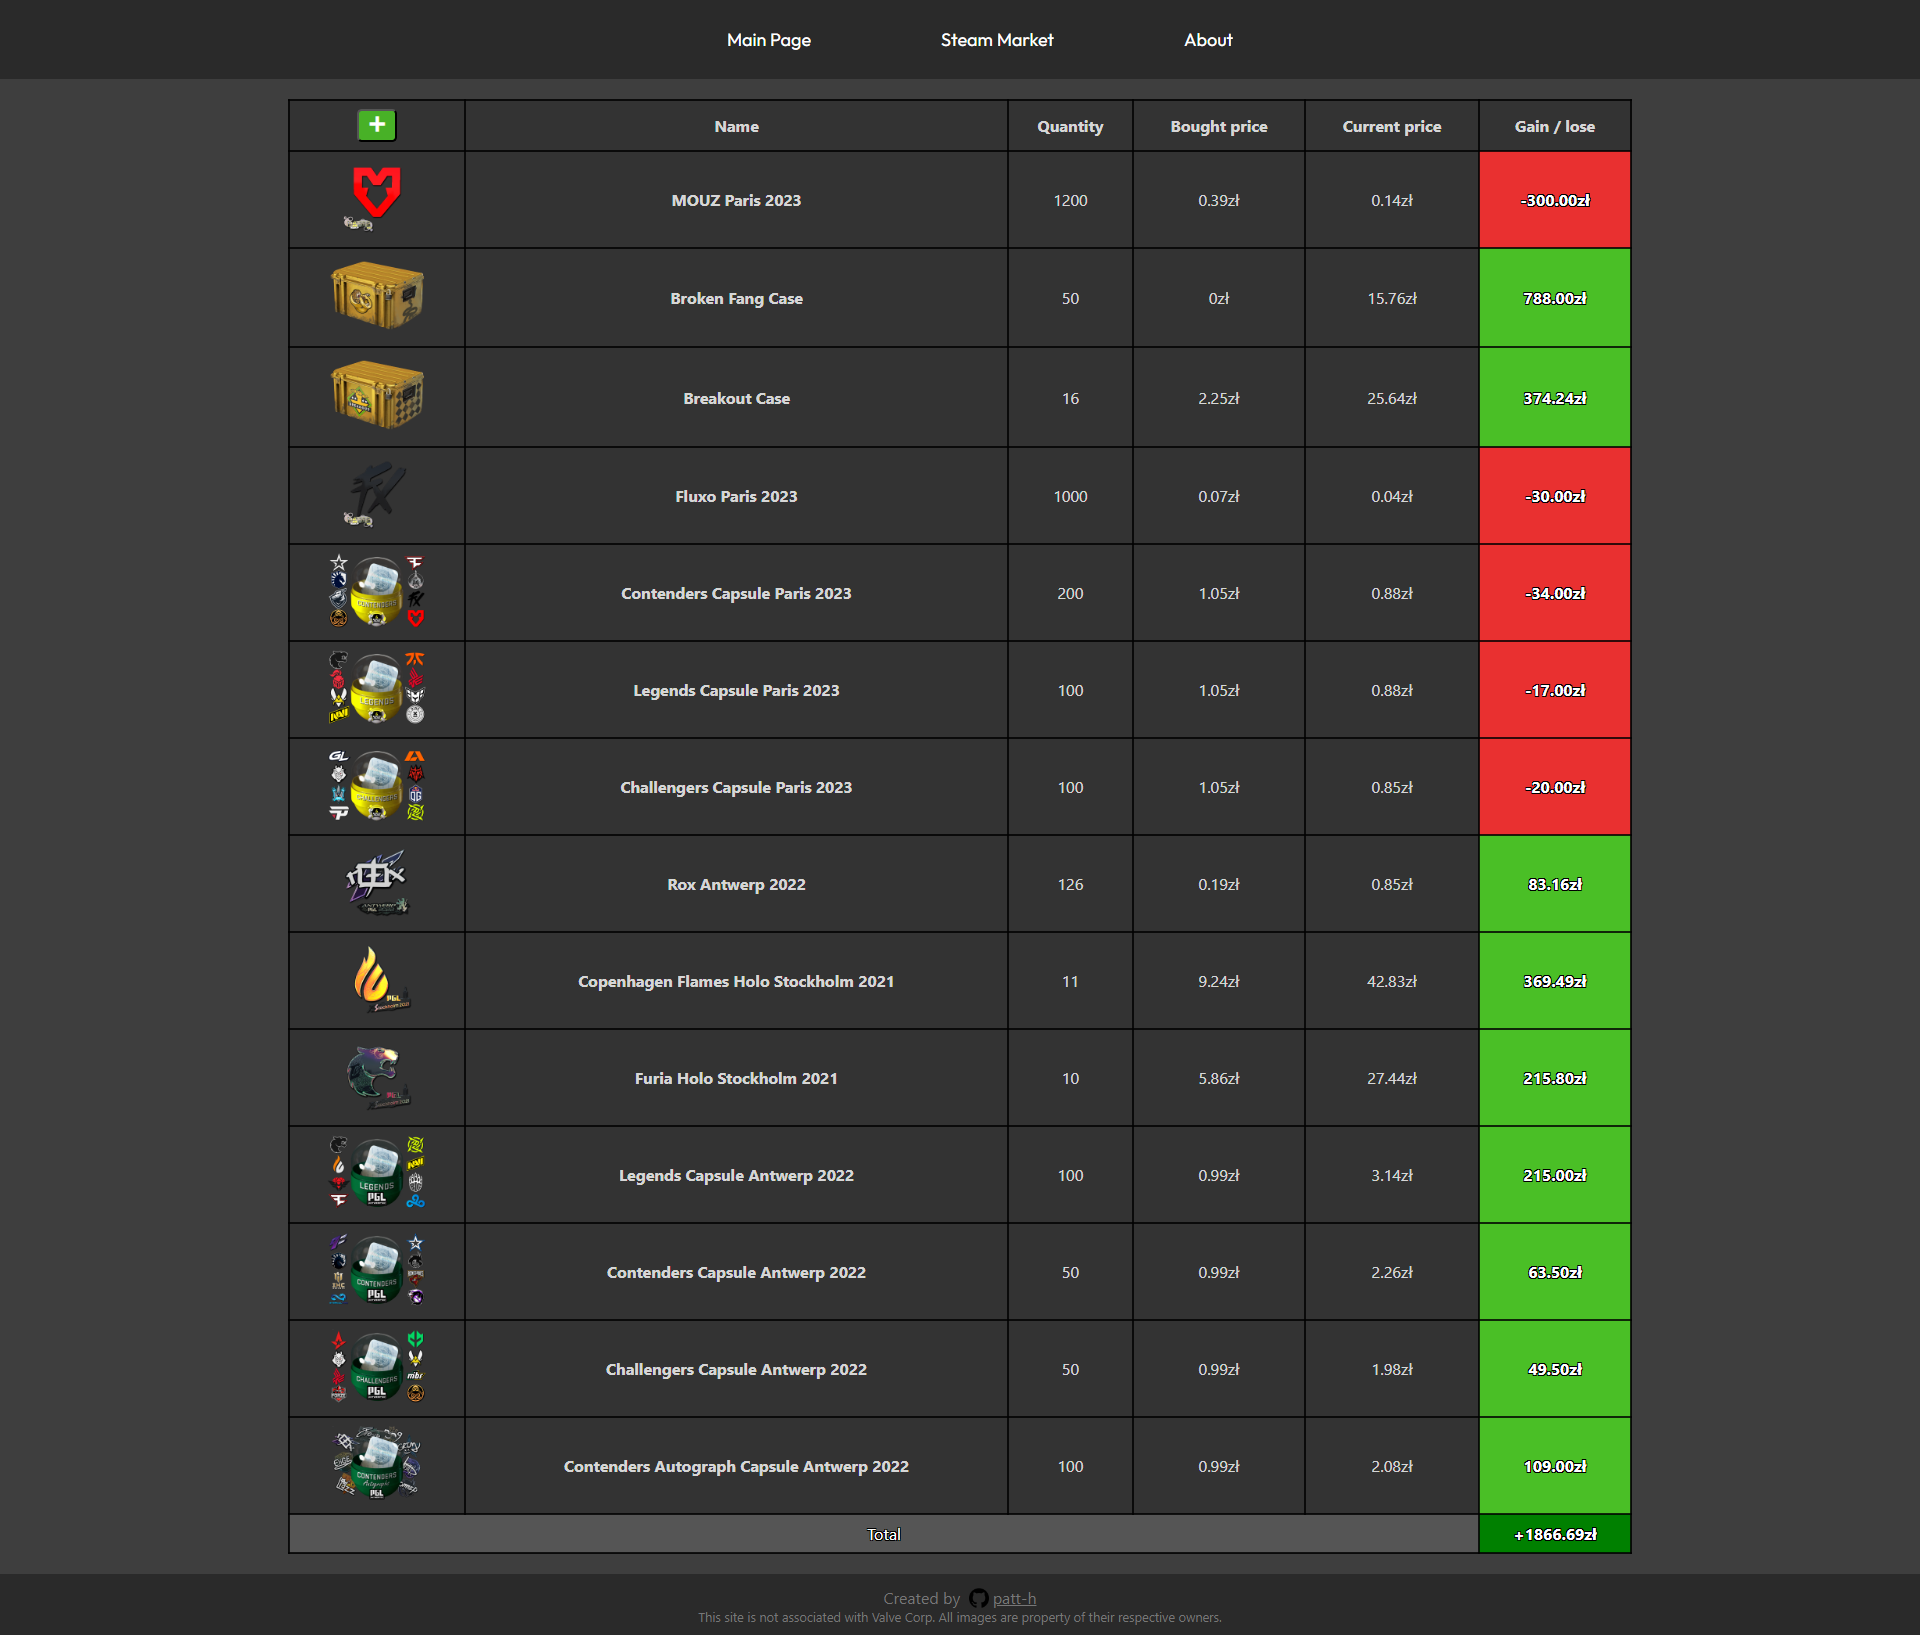 Main Page Steam Market About
+ Name Quantity Bought price Current price Gain / lose
MOUZ Paris 2023 1200 0.39zł 0.14zł -300.00zł
Broken Fang Case 50 0zł 15.76zł 788.00zł
Breakout Case 16 2.25zł 25.64zł 374.24zł
Fluxo Paris 2023 1000 0.07zł 0.04zł -30.00zł
Contenders Capsule Paris 2023 200 1.05zł 0.88zł -34.00zł
Legends Capsule Paris 2023 100 1.05zł 0.88zł -17.00zł
Challengers Capsule Paris 2023 100 1.05zł 0.85zł -20.00zł
Rox Antwerp 2022 126 0.19zł 0.85zł 83.16zł
Copenhagen Flames Holo Stockholm 2021 11 9.24zł 42.83zł 369.49zł
Furia Holo Stockholm 2021 10 5.86zł 27.44zł 215.80zł
Legends Capsule Antwerp 2022 100 0.99zł 3.14zł 215.00zł
Contenders Capsule Antwerp 2022 50 0.99zł 2.26zł 63.50zł
Challengers Capsule Antwerp 2022 50 0.99zł 1.98zł 49.50zł
Contenders Autograph Capsule Antwerp 2022 100 0.99zł 2.08zł 109.00zł
Total +1866.69zł
Created by patt-h
This site is not associated with Valve Corp. All images are property of their respective owners.